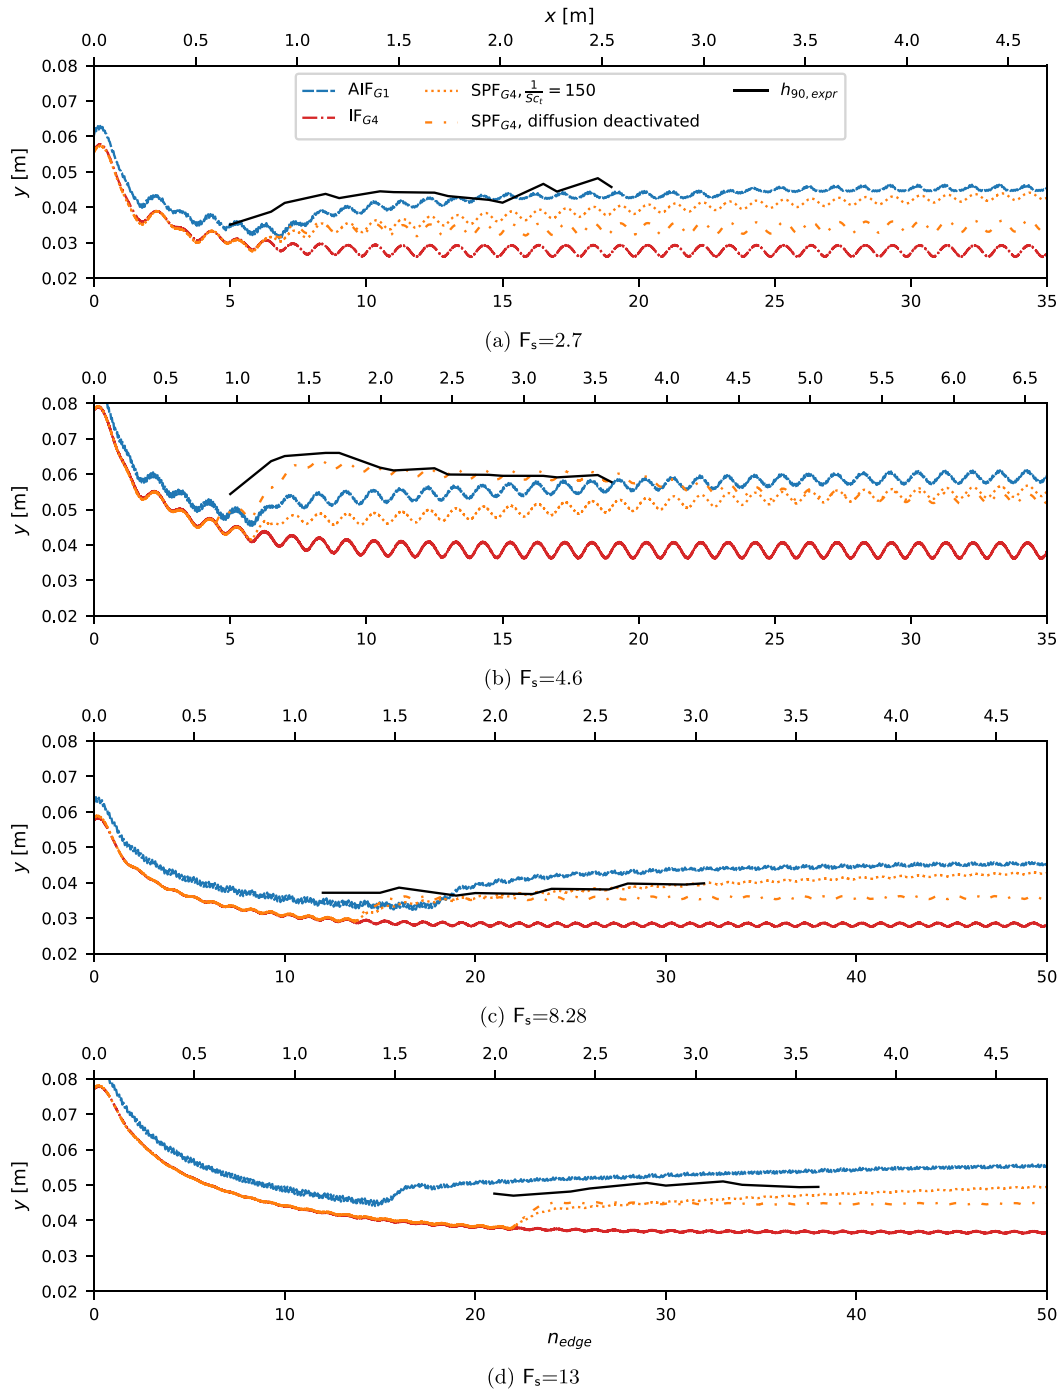 x [m]
0.0 0.5 1.0 1.5 2.0 2.5 3.0 3.5 4.0 4.5
0.08
0.07
0.06
0.05
0.04
0.03
0.02
y [m]
AIF_G1
IF_G4
SPF_G4, 1/Sc_t = 150
SPF_G4, diffusion deactivated
h_90, expr
0 5 10 15 20 25 30 35
(a) F_s=2.7
0.0 0.5 1.0 1.5 2.0 2.5 3.0 3.5 4.0 4.5 5.0 5.5 6.0 6.5
0.08
0.07
0.06
0.05
0.04
0.03
0.02
y [m]
0 5 10 15 20 25 30 35
(b) F_s=4.6
0.0 0.5 1.0 1.5 2.0 2.5 3.0 3.5 4.0 4.5
0.08
0.07
0.06
0.05
0.04
0.03
0.02
y [m]
0 10 20 30 40 50
(c) F_s=8.28
0.0 0.5 1.0 1.5 2.0 2.5 3.0 3.5 4.0 4.5
0.08
0.07
0.06
0.05
0.04
0.03
0.02
y [m]
0 10 20 30 40 50
n_edge
(d) F_s=13